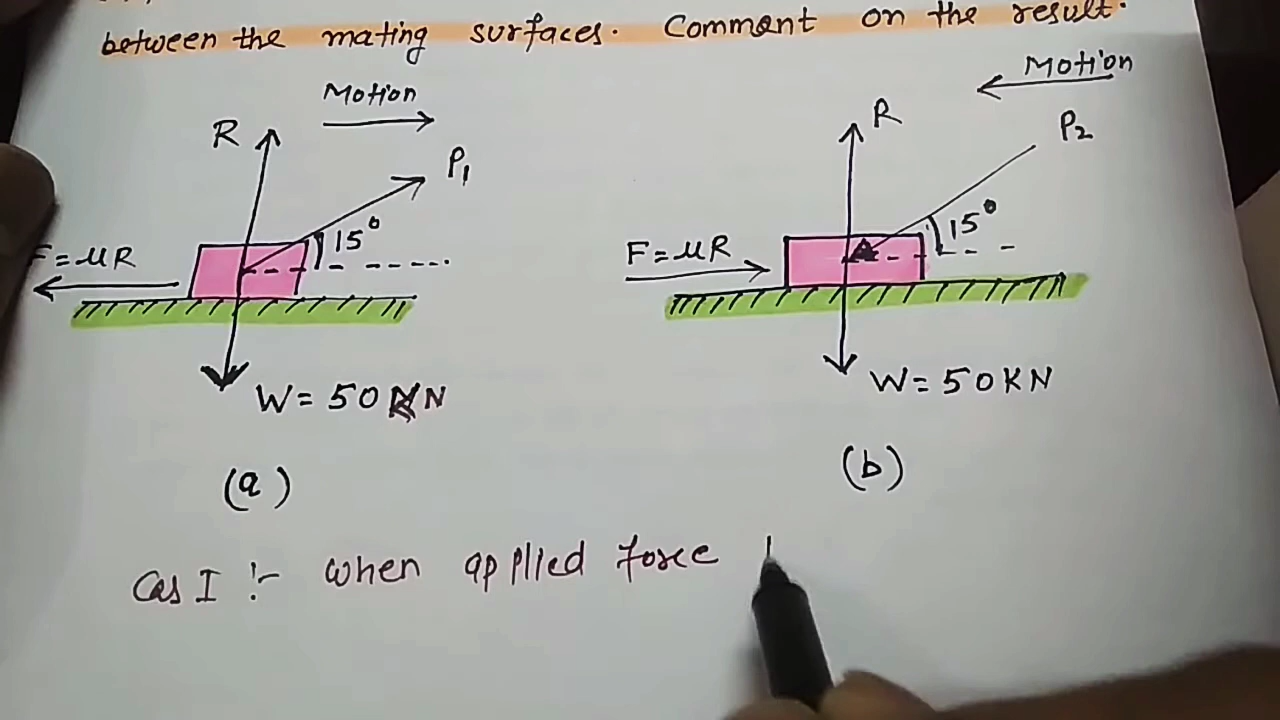 between the mating surfaces. Comment on the result.
Motion
R
P1
15°
F=μR
W=50KN
(a)
Motion
R
P2
15°
F=μR
W=50KN
(b)
Cas I :- when applied force